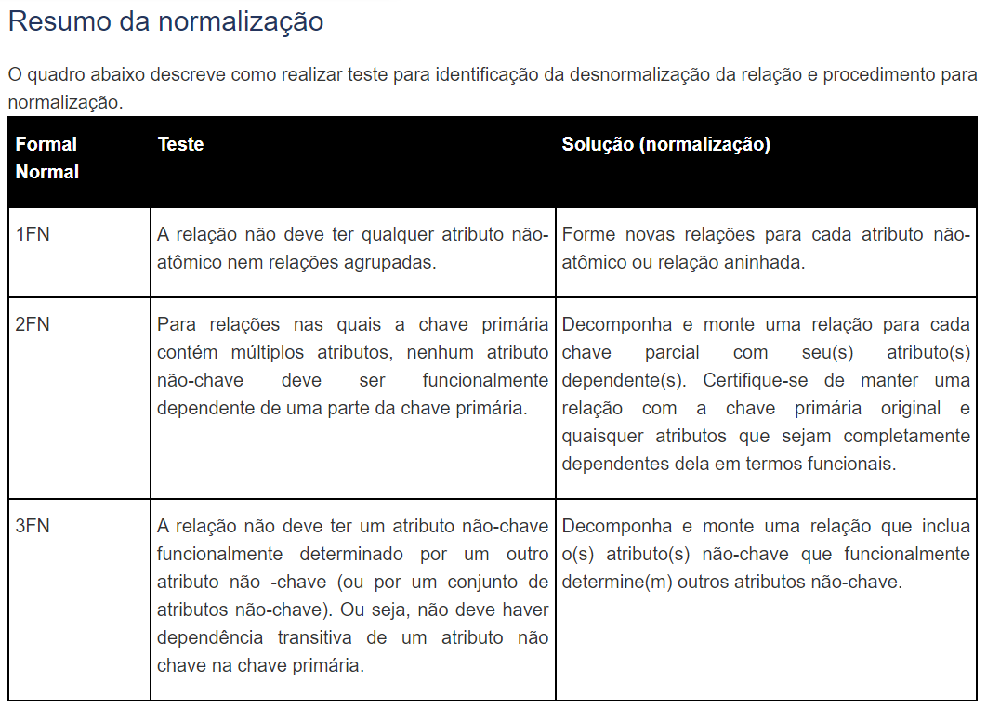 Resumo da normalização
O quadro abaixo descreve como realizar teste para identificação da desnormalização da relação e procedimento para
normalização.
Formal
Normal
Teste
Solução (normalização)
1FN
A relação não deve ter qualquer atributo não-
atômico nem relações agrupadas.
Forme novas relações para cada atributo não-
atômico ou relação aninhada.
2FN
Para relações nas quais a chave primária
contém múltiplos atributos, nenhum atributo
não-chave deve ser funcionalmente
dependente de uma parte da chave primária.
Decomponha e monte uma relação para cada
chave parcial com seu(s) atributo(s)
dependente(s). Certifique-se de manter uma
relação com a chave primária original e
quaisquer atributos que sejam completamente
dependentes dela em termos funcionais.
3FN
A relação não deve ter um atributo não-chave
funcionalmente determinado por um outro
atributo não -chave (ou por um conjunto de
atributos não-chave). Ou seja, não deve haver
dependência transitiva de um atributo não
chave na chave primária.
Decomponha e monte uma relação que inclua
o(s) atributo(s) não-chave que funcionalmente
determine(m) outros atributos não-chave.